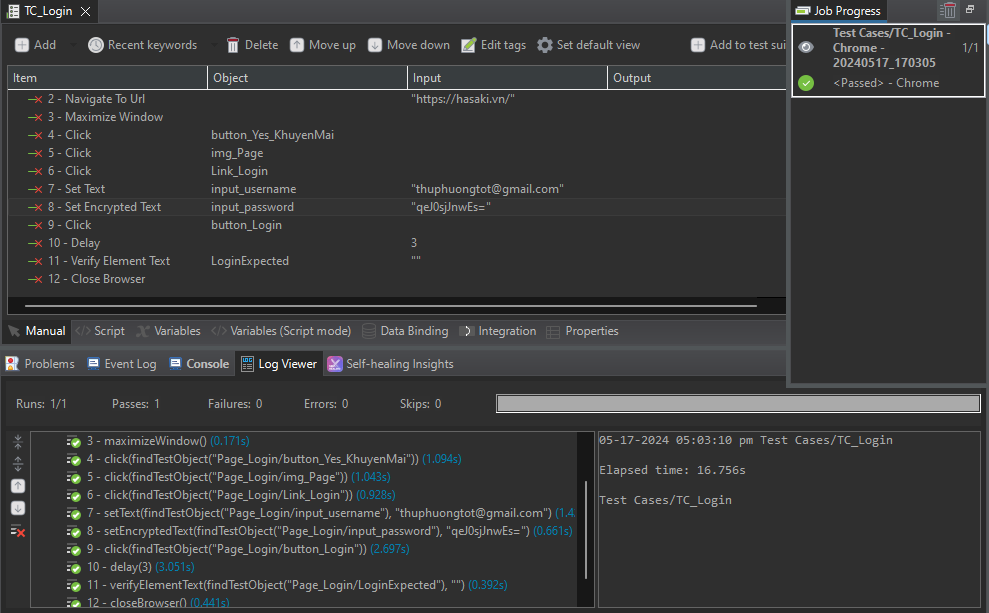 TC_Login
Add
Recent keywords
Delete
Move up
Move down
Edit tags
Set default view
Add to test sui
Item Object Input Output
2 - Navigate To Url "https://hasaki.vn/"
3 - Maximize Window
4 - Click button_Yes_KhuyenMai
5 - Click img_Page
6 - Click Link_Login
7 - Set Text input_username "thuphuongtot@gmail.com"
8 - Set Encrypted Text input_password "qeJ0sjJnwEs="
9 - Click button_Login
10 - Delay 3
11 - Verify Element Text LoginExpected ""
12 - Close Browser
Manual </> Script Variables </> Variables (Script mode) Data Binding Integration Properties
Job Progress
Test Cases/TC_Login -
Chrome - 1/1
20240517_170305
<Passed> - Chrome
Problems Event Log Console Log Viewer Self-healing Insights
Runs: 1/1 Passes: 1 Failures: 0 Errors: 0 Skips: 0
3 - maximizeWindow() (0.171s)
4 - click(findTestObject("Page_Login/button_Yes_KhuyenMai")) (1.094s)
5 - click(findTestObject("Page_Login/img_Page")) (1.043s)
6 - click(findTestObject("Page_Login/Link_Login")) (0.928s)
7 - setText(findTestObject("Page_Login/input_username"), "thuphuongtot@gmail.com") (1.4
8 - setEncryptedText(findTestObject("Page_Login/input_password"), "qeJ0sjJnwEs=") (0.661s)
9 - click(findTestObject("Page_Login/button_Login")) (2.697s)
10 - delay(3) (3.051s)
11 - verifyElementText(findTestObject("Page_Login/LoginExpected"), "") (0.392s)
12 - closeBrowser() (0.441s)
05-17-2024 05:03:10 pm Test Cases/TC_Login
Elapsed time: 16.756s
Test Cases/TC_Login